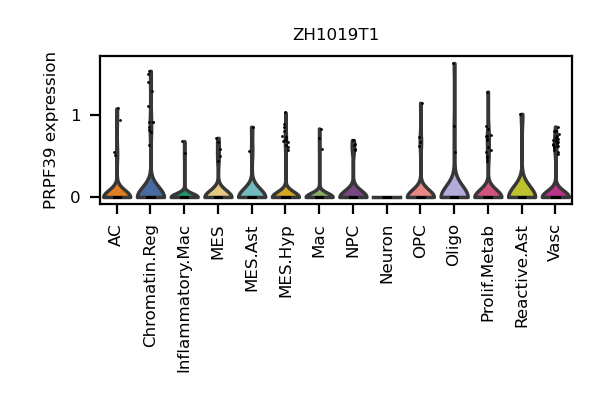 ZH1019T1
PRPF39 expression
1
0
AC
Chromatin.Reg
Inflammatory.Mac
MES
MES.Ast
MES.Hyp
Mac
NPC
Neuron
OPC
Oligo
Prolif.Metab
Reactive.Ast
Vasc